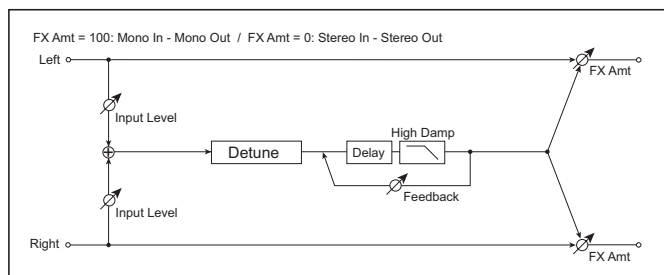 FX Amt = 100: Mono In - Mono Out / FX Amt = 0: Stereo In - Stereo Out
Left
FX Amt
Input Level
High Damp
Detune
Delay
Feedback
Input Level
Right
FX Amt